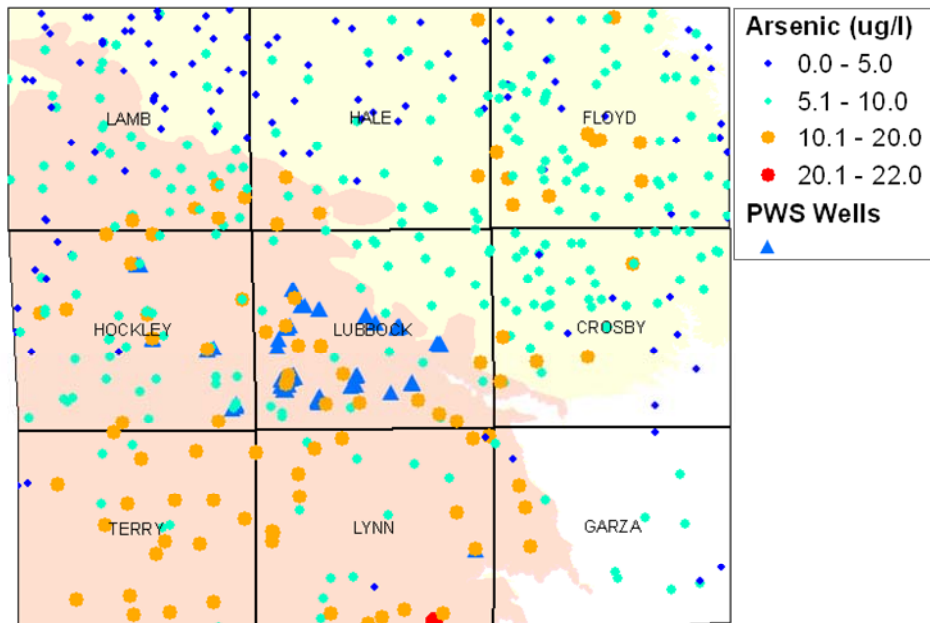 Arsenic (ug/l)
0.0 - 5.0
5.1 - 10.0
10.1 - 20.0
20.1 - 22.0
PWS Wells
LAMB
HALE
FLOYD
HOCKLEY
LUBBOCK
CROSBY
TERRY
LYNN
GARZA